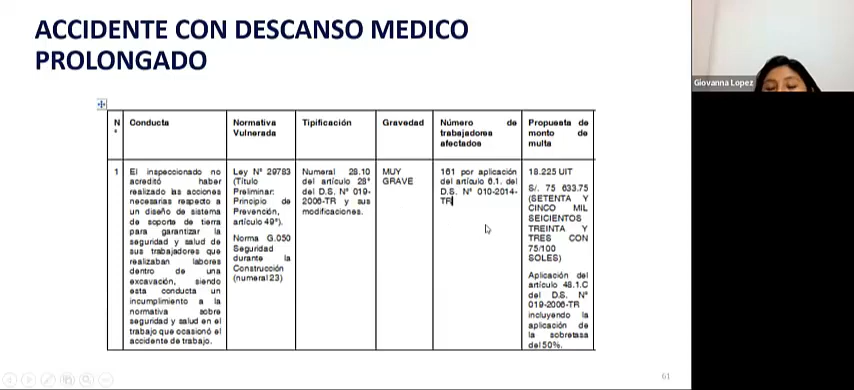 ACCIDENTE CON DESCANSO MEDICO
PROLONGADO
Giovanna Lopez
N
°
Conducta
Normativa
Vulnerada
Tipificación
Gravedad
Número de
trabajadores
afectados
Propuesta de
monto de
multa
1
El inspeccionado no
acreditó haber
realizado las acciones
necesarias respecto a
un diseño de sistema
de soporte de tierra
para garantizar la
seguridad y salud de
sus trabajadores que
realizaban labores
dentro de una
excavación, siendo
esta conducta un
incumplimiento a la
normativa sobre
seguridad y salud en el
trabajo que ocasionó el
accidente de trabajo.
Ley N° 29783
(Título
Preliminar:
Principio de
Prevención,
artículo 49°).
Norma G.050
Seguridad
durante la
Construcción
(numeral 23)
Numeral 28.10
del artículo 28°
del D.S. N° 019-
2006-TR y sus
modificaciones.
MUY
GRAVE
161 por aplicación
del artículo 6.1. del
D.S. N° 010-2014-
TR
18.225 UIT
S/. 75 633.75
(SETENTA Y
CINCO MIL
SEICIENTOS
TREINTA Y
TRES CON
75/100
SOLES)
Aplicación del
artículo 48.1.C
del D.S. N°
019-2006-TR
incluyendo la
aplicación de
la sobretasa
del 50%.
61